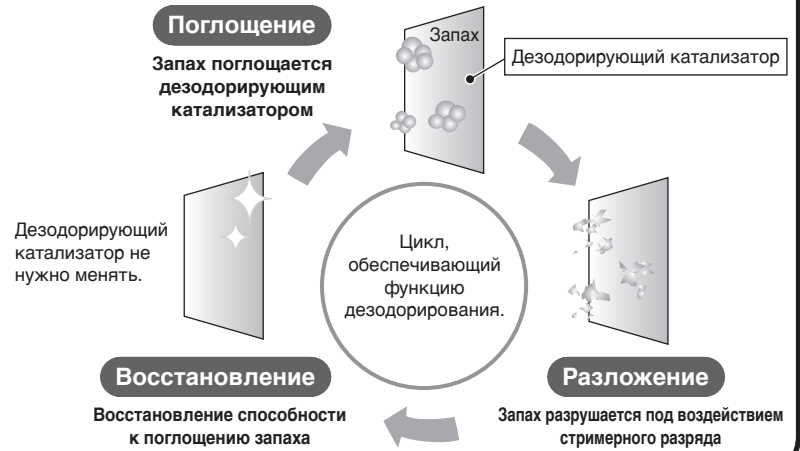 Поглощение
Запах поглощается
дезодорирующим
катализатором
Запах
Дезодорирующий катализатор
Дезодорирующий
катализатор не
нужно менять.
Цикл,
обеспечивающий
функцию
дезодорирования.
Восстановление
Восстановление способности
к поглощению запаха
Разложение
Запах разрушается под воздействием
стримерного разряда